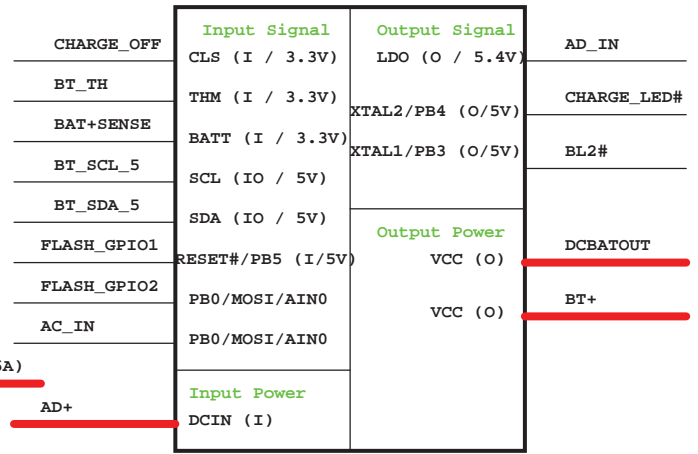 Input Signal
Output Signal
CHARGE_OFF
CLS (I / 3.3V)
LDO (O / 5.4V)
AD_IN
BT_TH
THM (I / 3.3V)
XTAL2/PB4 (O/5V)
CHARGE_LED#
BAT+SENSE
BATT (I / 3.3V)
XTAL1/PB3 (O/5V)
BL2#
BT_SCL_5
SCL (IO / 5V)
BT_SDA_5
SDA (IO / 5V)
Output Power
FLASH_GPIO1
RESET#/PB5 (I/5V)
VCC (O)
DCBATOUT
FLASH_GPIO2
PB0/MOSI/AIN0
VCC (O)
BT+
AC_IN
PB0/MOSI/AIN0
A)
Input Power
AD+
DCIN (I)